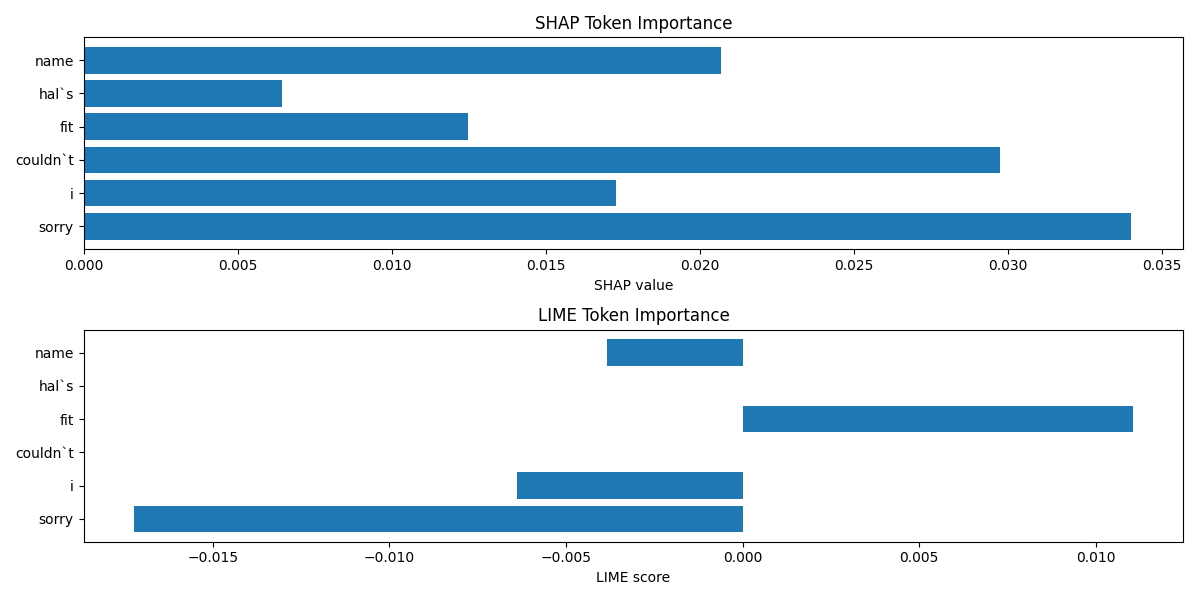 SHAP Token Importance
name
hal`s
fit
couldn`t
i
sorry
0.000 0.005 0.010 0.015 0.020 0.025 0.030 0.035
SHAP value
LIME Token Importance
name
hal`s
fit
couldn`t
i
sorry
−0.015 −0.010 −0.005 0.000 0.005 0.010
LIME score